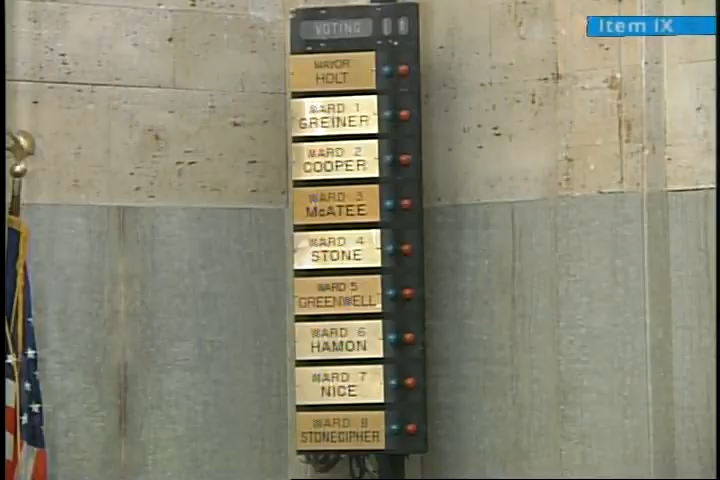 Item IX
VOTING
MAYOR
HOLT
WARD 1
GREINER
WARD 2
COOPER
WARD 3
McATEE
WARD 4
STONE
WARD 5
GREENWELL
WARD 6
HAMON
WARD 7
NICE
WARD 8
STONECIPHER